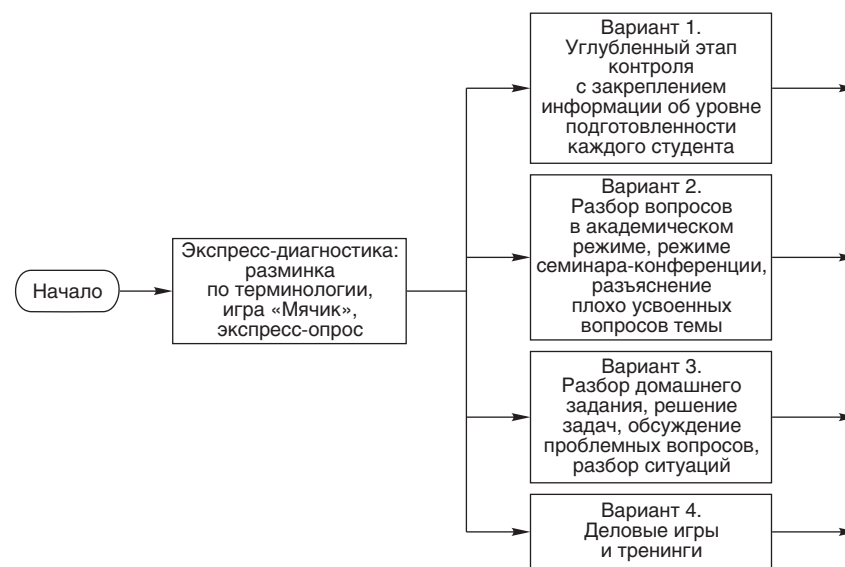 Начало
Экспресс-диагностика:
разминка
по терминологии,
игра «Мячик»,
экспресс-опрос
Вариант 1.
Углубленный этап
контроля
с закреплением
информации об уровне
подготовленности
каждого студента
Вариант 2.
Разбор вопросов
в академическом
режиме, режиме
семинара-конференции,
разъяснение
плохо усвоенных
вопросов темы
Вариант 3.
Разбор домашнего
задания, решение
задач, обсуждение
проблемных вопросов,
разбор ситуаций
Вариант 4.
Деловые игры
и тренинги